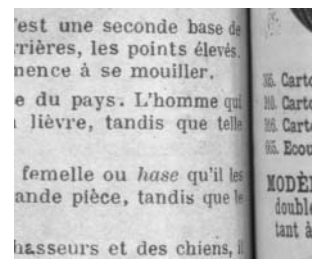 'est une seconde base de
rrières, les points élevés.
mence à se mouiller.
e du pays. L'homme qui
lièvre, tandis que telle
femelle ou hase qu'il les
ande pièce, tandis que le
hasseurs et des chiens, il
Carto
Carto
Carto
Ecou
MODÈ
double
tant à